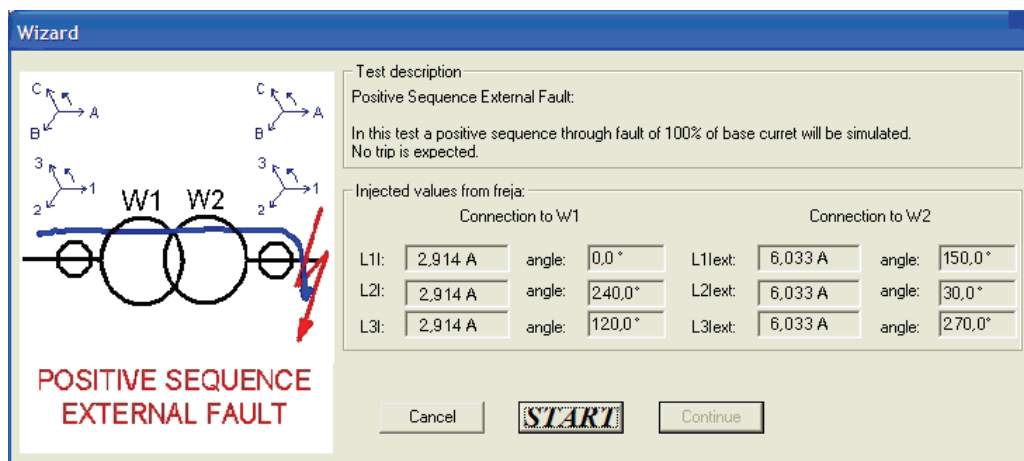 Wizard
C
A
B
C
A
B
3
1
2
3
1
2
W1 W2
POSITIVE SEQUENCE
EXTERNAL FAULT
Test description
Positive Sequence External Fault:
In this test a positive sequence through fault of 100% of base curret will be simulated.
No trip is expected.
Injected values from freja:
Connection to W1
Connection to W2
L1I: 2,914 A angle: 0,0 ° L1Iext: 6,033 A angle: 150,0 °
L2I: 2,914 A angle: 240,0° L2Iext: 6,033 A angle: 30,0 °
L3I: 2,914 A angle: 120,0° L3Iext: 6,033 A angle: 270,0 °
Cancel START Continue